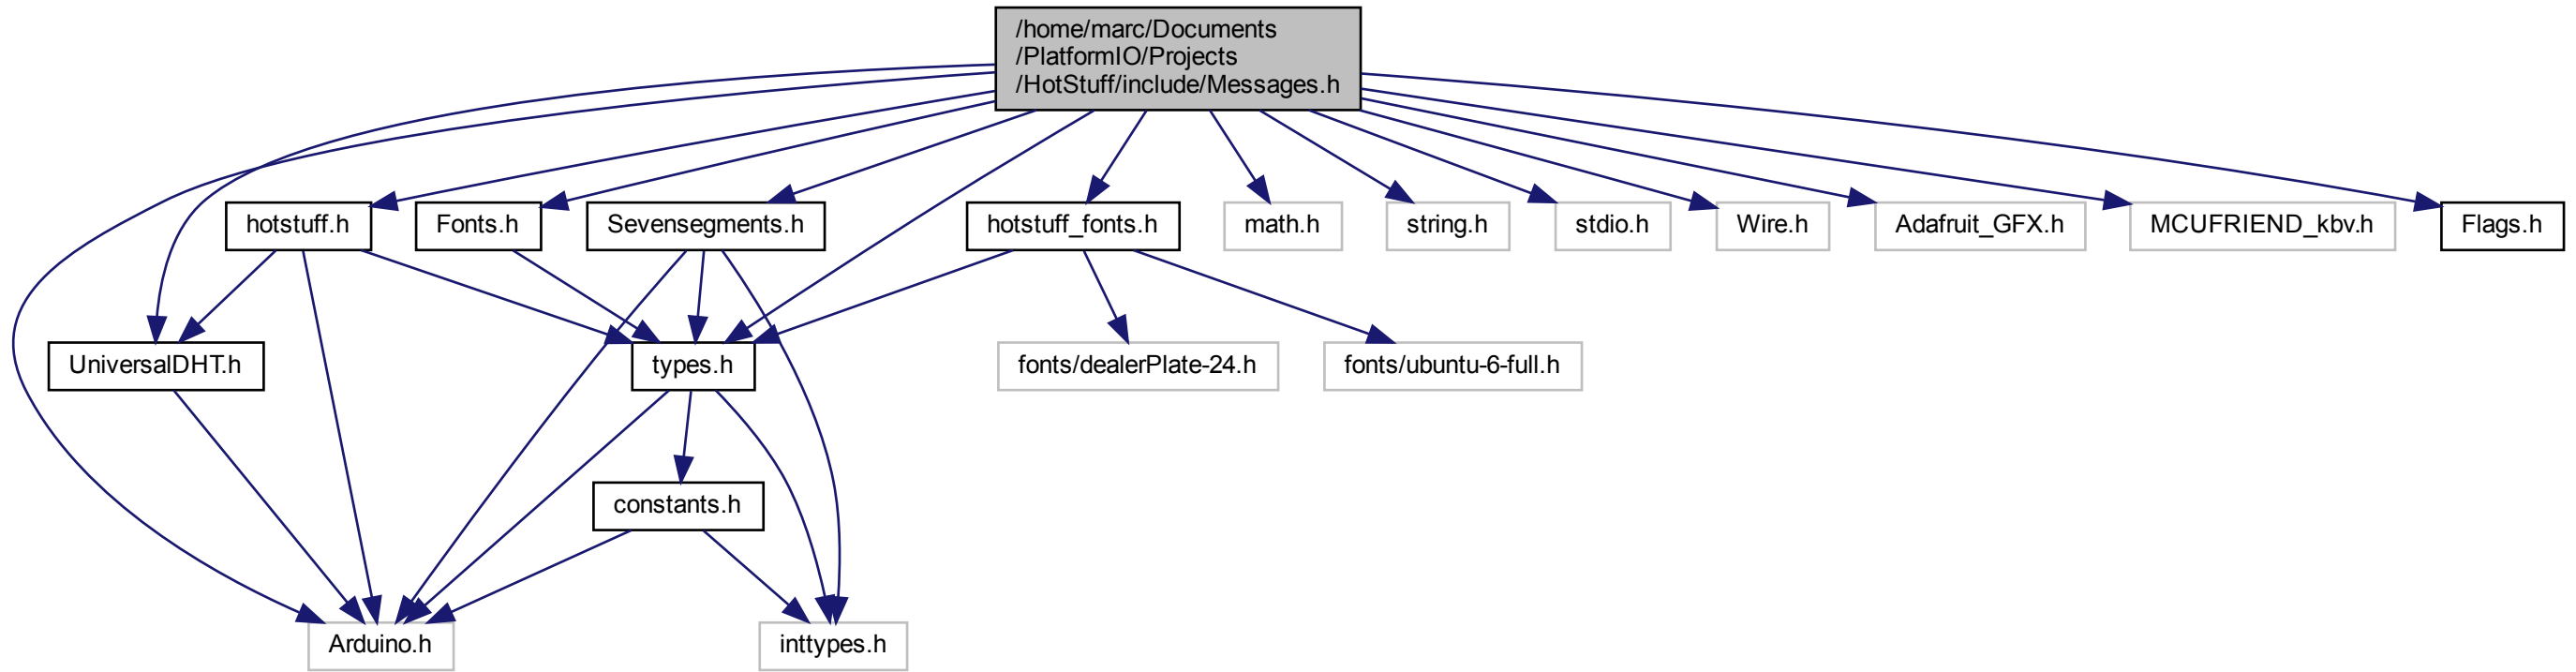 /home/marc/Documents
/PlatformIO/Projects
/HotStuff/include/Messages.h
hotstuff.h
Fonts.h
Sevensegments.h
hotstuff_fonts.h
math.h
string.h
stdio.h
Wire.h
Adafruit_GFX.h
MCUFRIEND_kbv.h
Flags.h
UniversalDHT.h
types.h
fonts/dealerPlate-24.h
fonts/ubuntu-6-full.h
constants.h
Arduino.h
inttypes.h